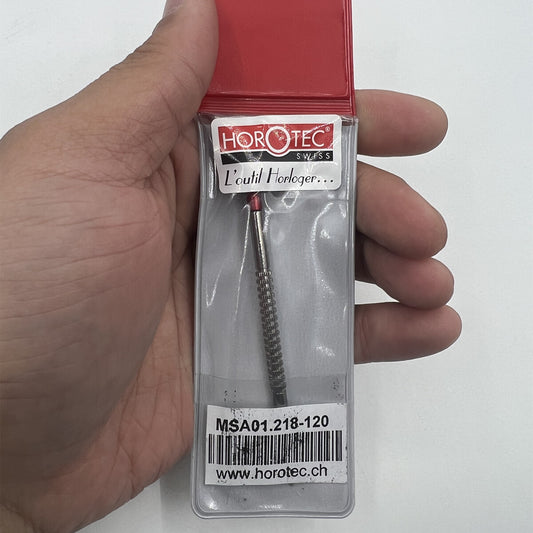 HOROTEC®
SWISS
L'outil Horloger...
MSA01.218-120
www.horotec.ch